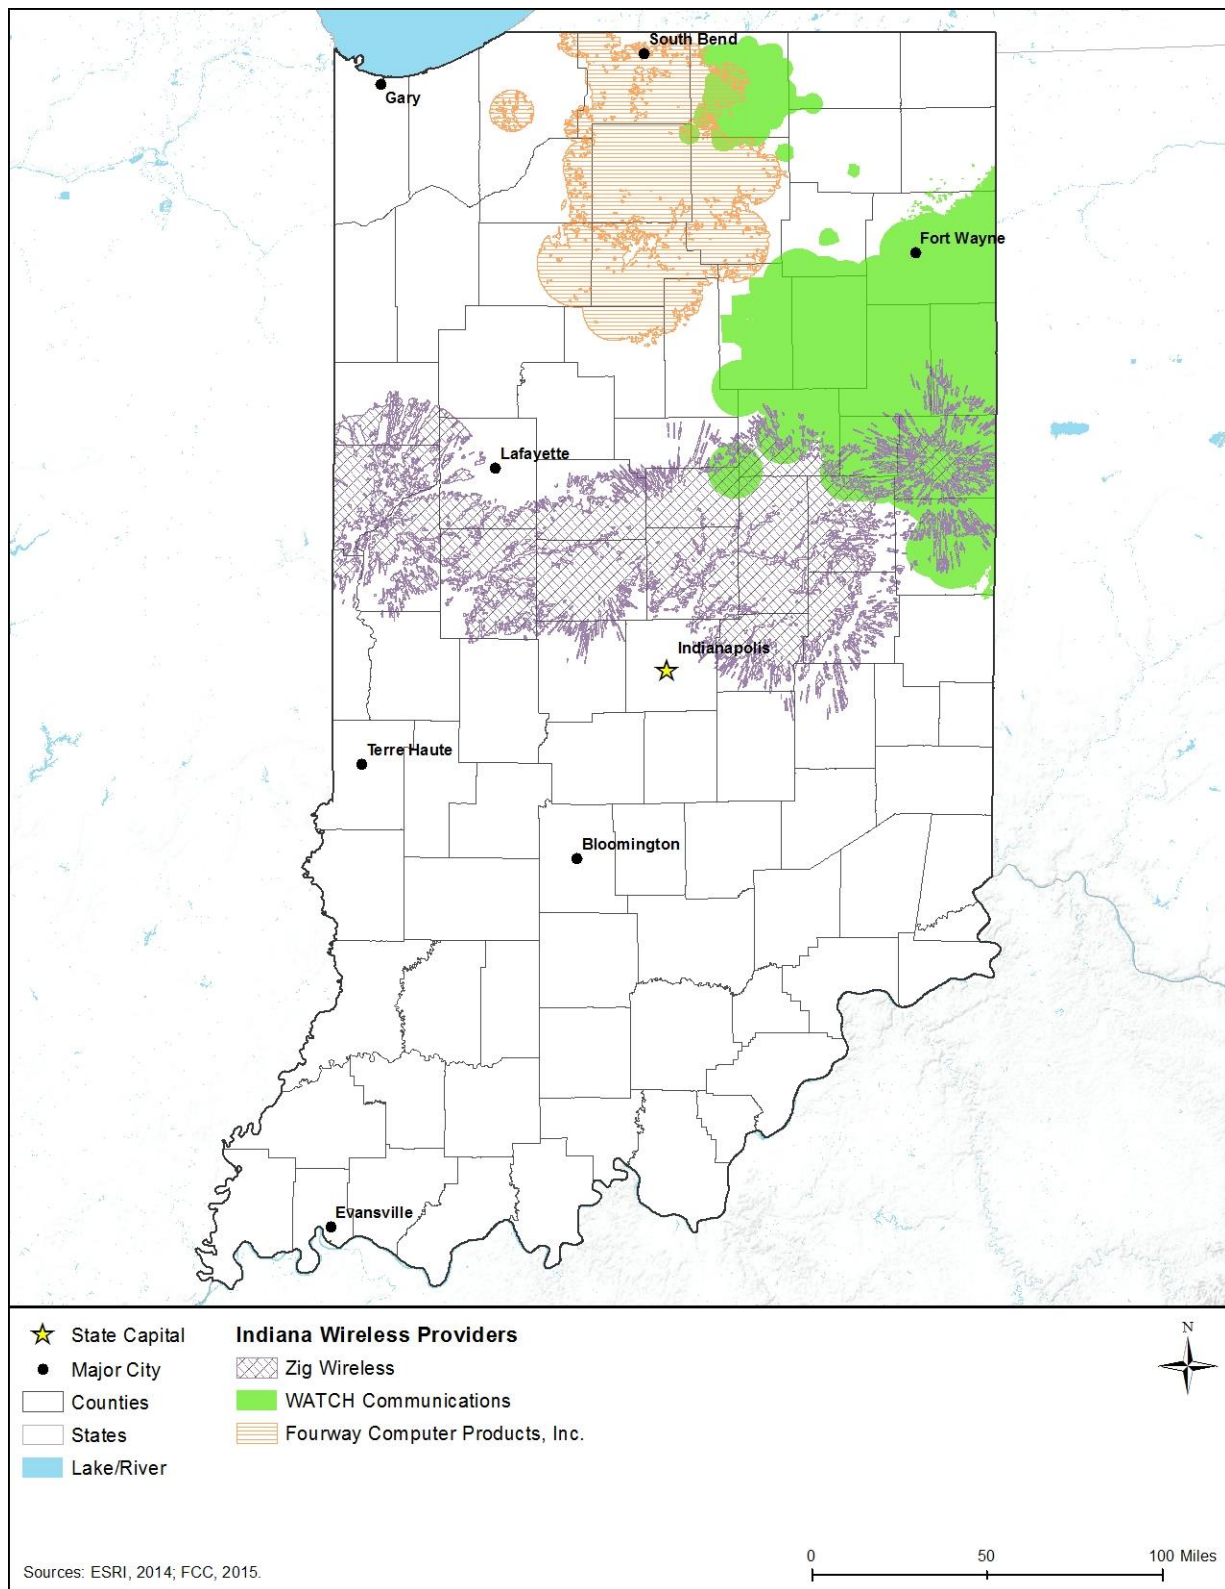 South Bend
Gary
Fort Wayne
Lafayette
Indianapolis
Terre Haute
Bloomington
Evansville
State Capital
Major City
Counties
States
Lake/River
Indiana Wireless Providers
Zig Wireless
WATCH Communications
Fourway Computer Products, Inc.
N
0 50 100 Miles
Sources: ESRI, 2014; FCC, 2015.